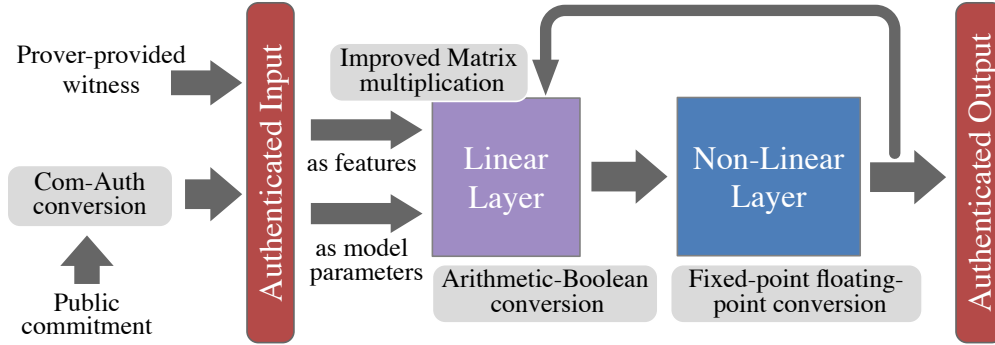 Prover-provided
witness
Com-Auth
conversion
Public
commitment
Authenticated Input
as features
as model
parameters
Improved Matrix
multiplication
Linear
Layer
Arithmetic-Boolean
conversion
Non-Linear
Layer
Fixed-point floating-
point conversion
Authenticated Output